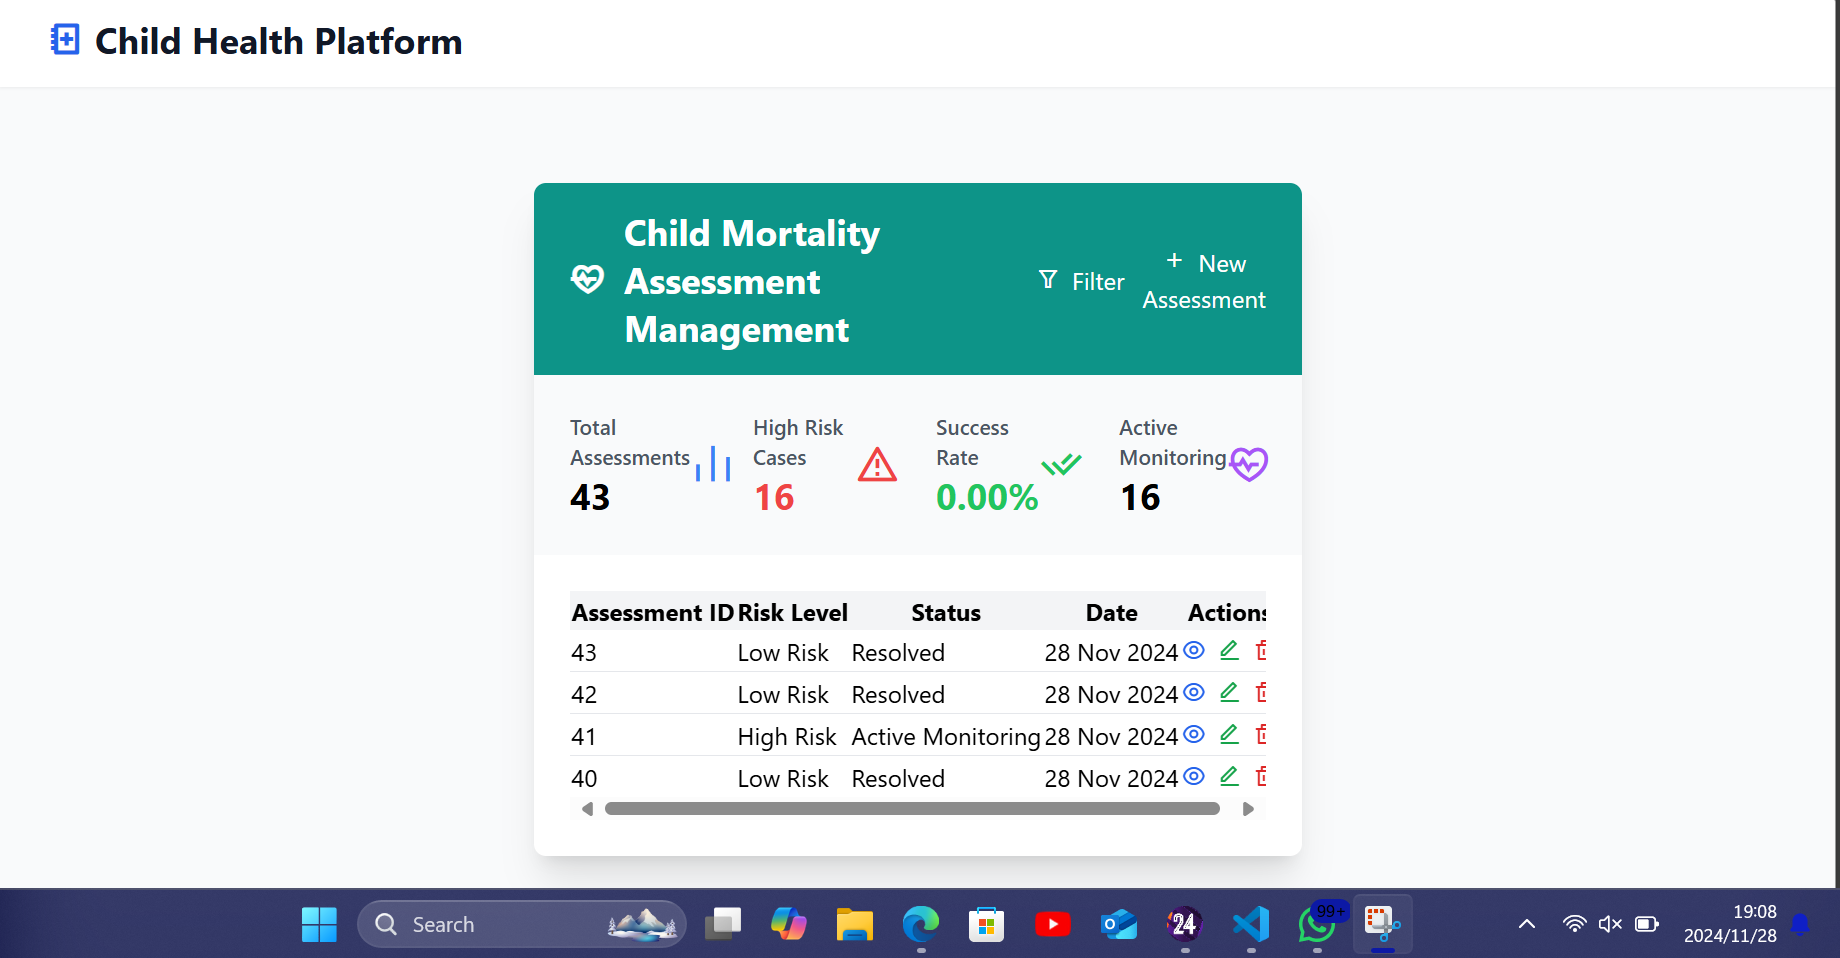 Child Health Platform
Child Mortality
Assessment
Management
Filter
+ New
Assessment
Total
Assessments
43
High Risk
Cases
16
Success
Rate
0.00%
Active
Monitoring
16
Assessment ID Risk Level Status Date Actions
43 Low Risk Resolved 28 Nov 2024
42 Low Risk Resolved 28 Nov 2024
41 High Risk Active Monitoring 28 Nov 2024
40 Low Risk Resolved 28 Nov 2024
Search
24
99+
19:08
2024/11/28